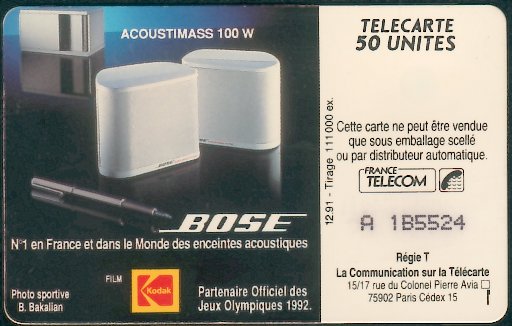 ACOUSTIMASS 100 W
BOSE
BOSE
N°1 en France et dans le Monde des enceintes acoustiques
FILM
Kodak
Partenaire Officiel des
Jeux Olympiques 1992.
Photo sportive
B. Bakalian
12.91 - Tirage 111000 ex.
TELECARTE
50 UNITES
Cette carte ne peut être vendue
que sous emballage scellé
ou par distributeur automatique.
FRANCE
TELECOM
A 1B5524
Régie T
La Communication sur la Télécarte
15/17 rue du Colonel Pierre Avia
75902 Paris Cédex 15